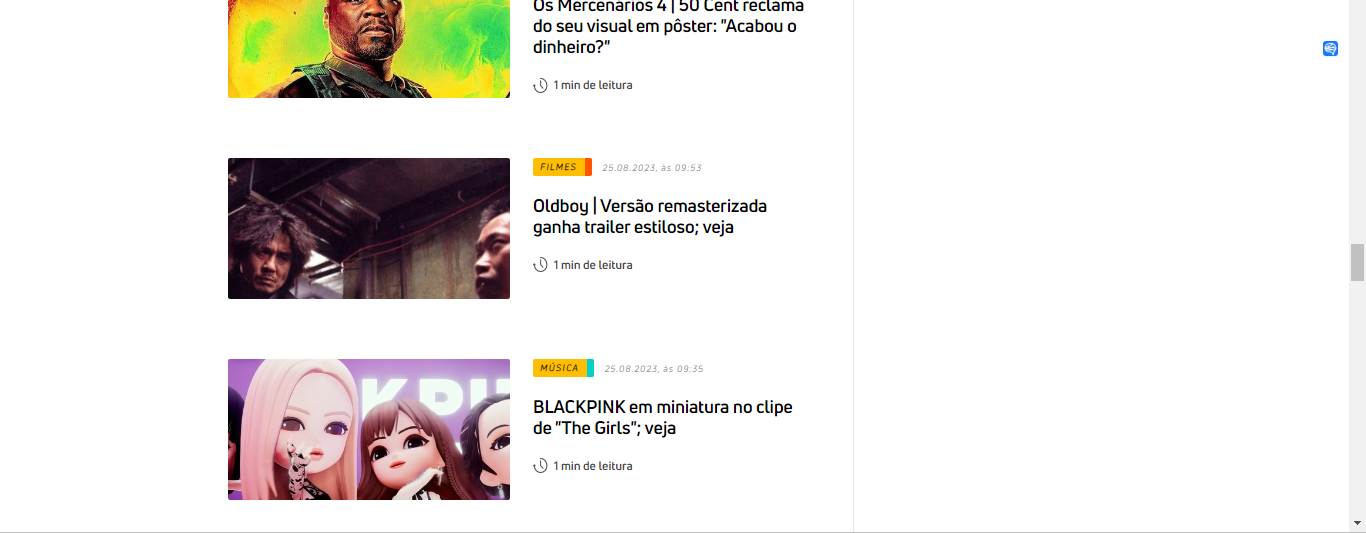 Os Mercenários 4 | 50 Cent reclama
do seu visual em pôster: "Acabou o
dinheiro?"
1 min de leitura
FILMES
25.08.2023, às 09:53
Oldboy | Versão remasterizada
ganha trailer estiloso; veja
1 min de leitura
MÚSICA
25.08.2023, às 09:35
BLACKPINK em miniatura no clipe
de "The Girls"; veja
1 min de leitura